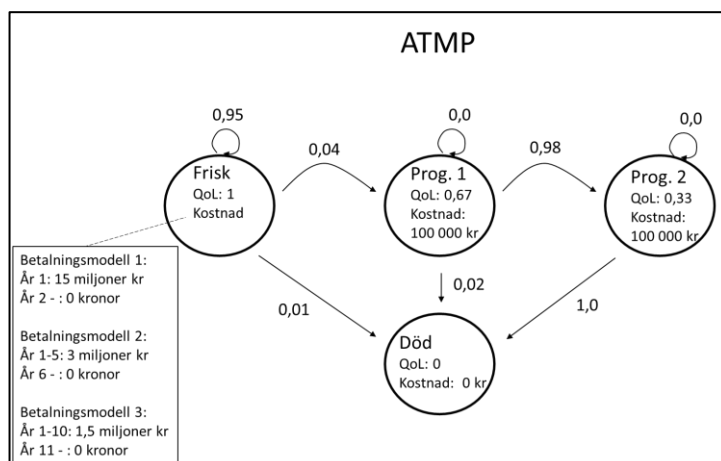 ATMP
0,95
0,0
0,0
0,04
0,98
Frisk
QoL: 1
Kostnad
Prog. 1
QoL: 0,67
Kostnad:
100 000 kr
Prog. 2
QoL: 0,33
Kostnad:
100 000 kr
Betalningsmodell 1:
År 1: 15 miljoner kr
År 2 - : 0 kronor
Betalningsmodell 2:
År 1-5: 3 miljoner kr
År 6 - : 0 kronor
Betalningsmodell 3:
År 1-10: 1,5 miljoner kr
År 11 - : 0 kronor
0,01
0,02
1,0
Död
QoL: 0
Kostnad: 0 kr